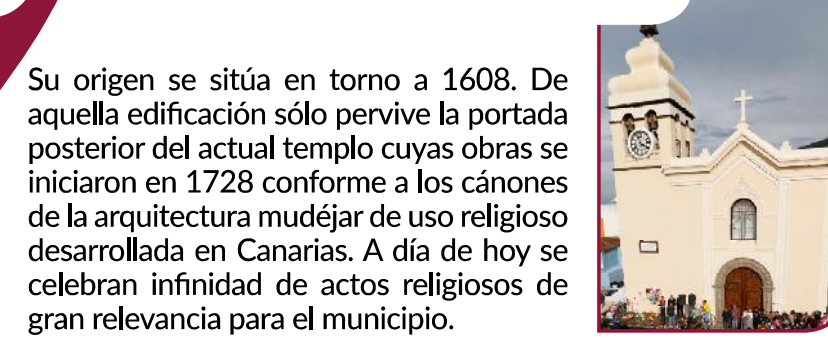 Su origen se sitúa en torno a 1608. De
aquella edificación sólo pervive la portada
posterior del actual templo cuyas obras se
iniciaron en 1728 conforme a los cánones
de la arquitectura mudéjar de uso religioso
desarrollada en Canarias. A día de hoy se
celebran infinidad de actos religiosos de
gran relevancia para el municipio.